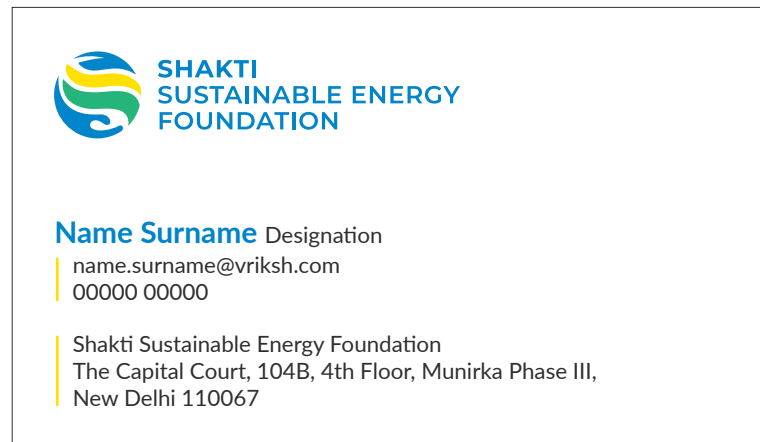 SHAKTI
SUSTAINABLE ENERGY
FOUNDATION
Name Surname Designation
name.surname@vriksh.com
00000 00000
Shakti Sustainable Energy Foundation
The Capital Court, 104B, 4th Floor, Munirka Phase III,
New Delhi 110067